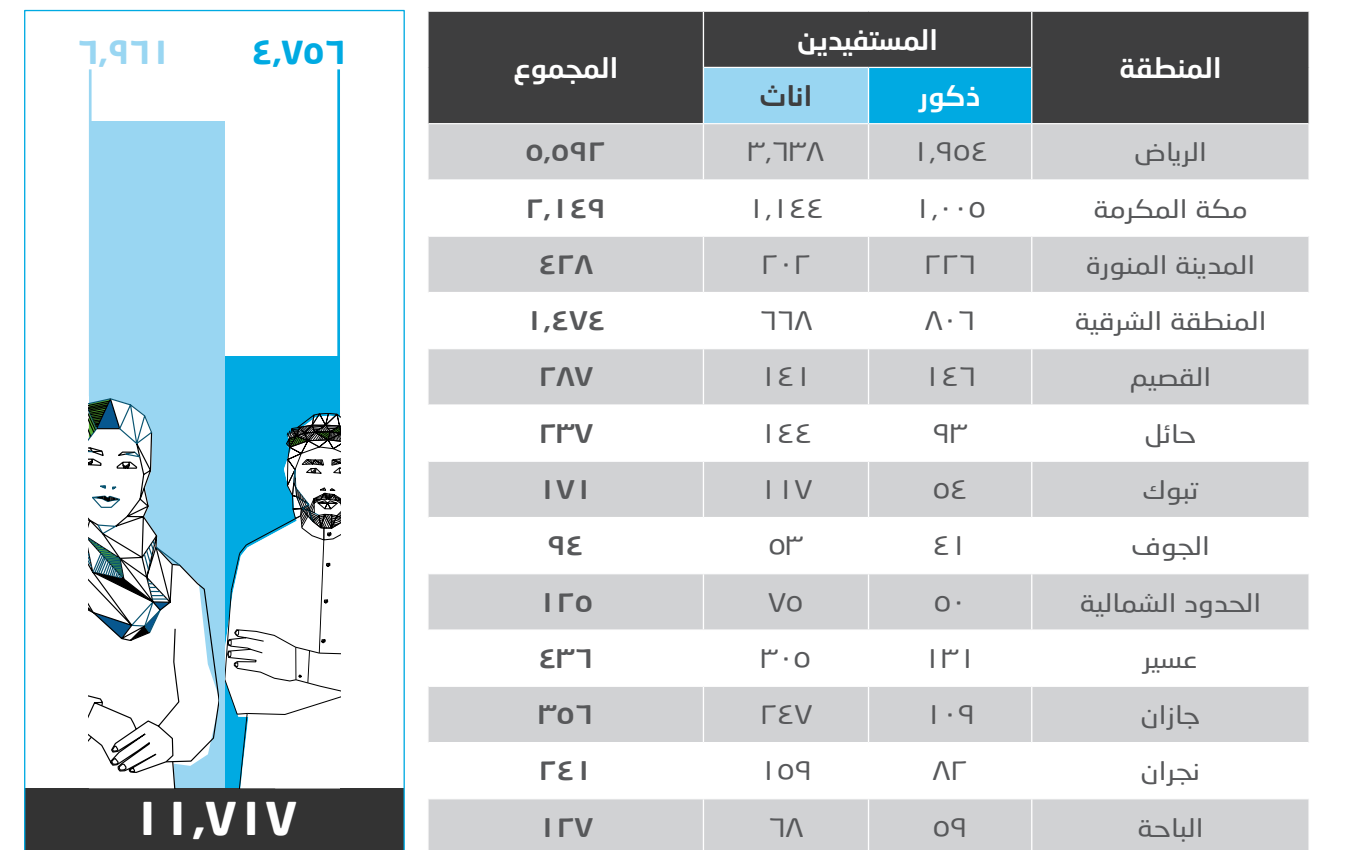 المنطقة المستفيدين المجموع
ذكور اناث
الرياض ١,٩٥٤ ٣,٦٣٨ ٥,٥٩٢
مكة المكرمة ١,٠٠٥ ١,١٤٤ ٢,١٤٩
المدينة المنورة ٢٢٦ ٢٠٢ ٤٢٨
المنطقة الشرقية ٨٠٦ ٦٦٨ ١,٤٧٤
القصيم ١٤٦ ١٤١ ٢٨٧
حائل ٩٣ ١٤٤ ٢٣٧
تبوك ٥٤ ١١٧ ١٧١
الجوف ٤١ ٥٣ ٩٤
الحدود الشمالية ٥٠ ٧٥ ١٢٥
عسير ١٣١ ٣٠٥ ٤٣٦
جازان ١٠٩ ٢٤٧ ٣٥٦
نجران ٨٢ ١٥٩ ٢٤١
الباحة ٥٩ ٦٨ ١٢٧
٤,٧٥٦ ٦,٩٦١
١١,٧١٧